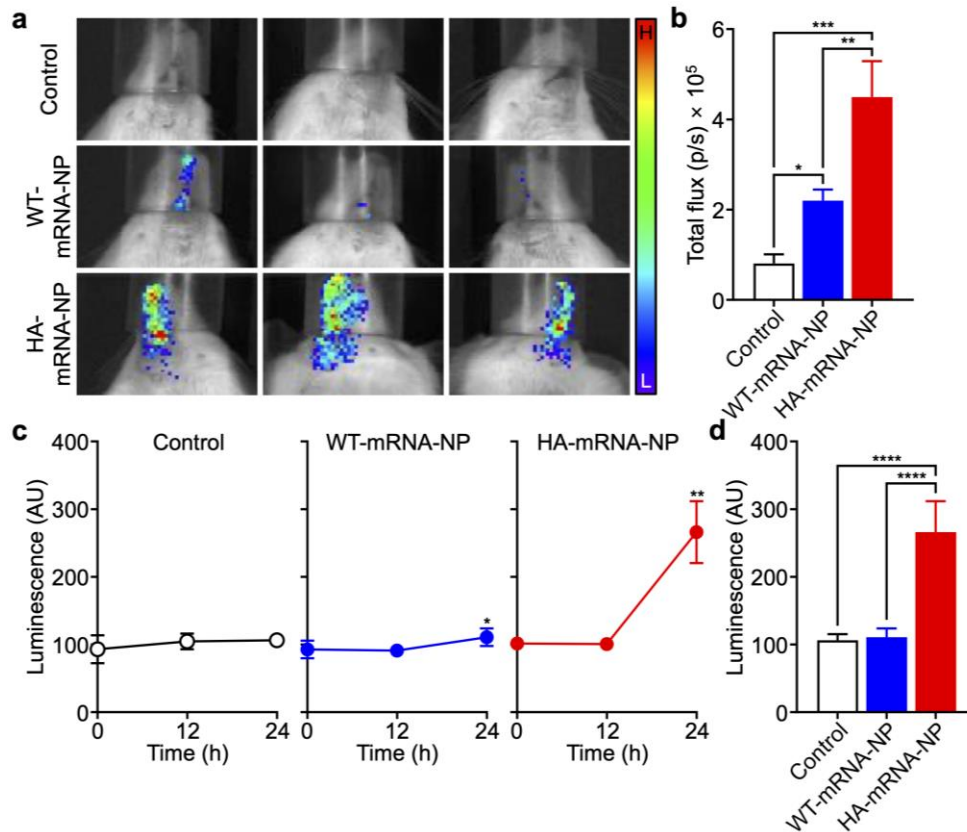 a
Control
WT-
mRNA-NP
HA-
mRNA-NP
H
L
b
Total flux (p/s) × 10⁵
6
4
2
0
***
**
*
Control
WT-mRNA-NP
HA-mRNA-NP
c
Luminescence (AU)
400
300
200
100
0
Control
WT-mRNA-NP
HA-mRNA-NP
*
**
0 12 24
0 12 24
0 12 24
Time (h)
Time (h)
Time (h)
d
Luminescence (AU)
400
300
200
100
0
****
****
Control
WT-mRNA-NP
HA-mRNA-NP